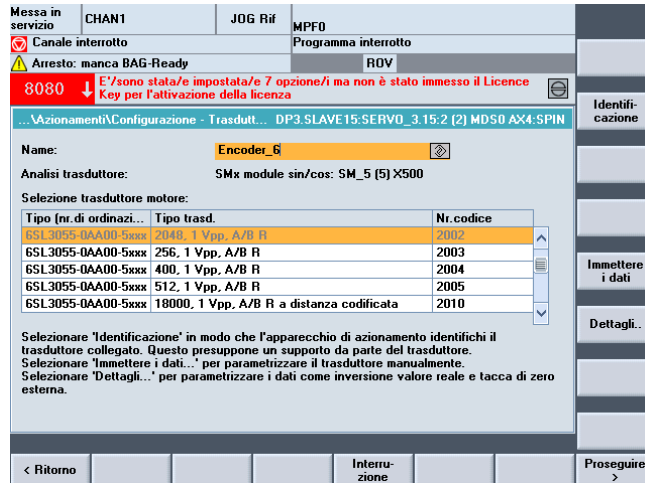 Messa in servizio
CHAN1
JOG Rif
MPF0
Canale interrotto
Programma interrotto
Arresto: manca BAG-Ready
ROV
8080
E'/sono stata/e impostata/e 7 opzione/i ma non è stato
immesso il Licence
Key per l'attivazione della licenza
...\Azionamenti\Configurazione - Trasdutt... DP3.SLAVE15:SERVO_3.15:2 (2) MDS0 AX4:SPIN
Name:
Encoder_6
Analisi trasduttore:
SMx module sin/cos: SM_5 (5) X500
Selezione trasduttore motore:
Tipo (nr.di ordinazi... Tipo trasd. Nr.codice
6SL3055-0AA00-5xxx 2048, 1 Vpp, A/B R 2002
6SL3055-0AA00-5xxx 256, 1 Vpp, A/B R 2003
6SL3055-0AA00-5xxx 400, 1 Vpp, A/B R 2004
6SL3055-0AA00-5xxx 512, 1 Vpp, A/B R 2005
6SL3055-0AA00-5xxx 18000, 1 Vpp, A/B R a distanza codificata 2010
Selezionare 'Identificazione' in modo che l'apparecchio di azionamento identifichi il
trasduttore collegato. Questo presuppone un supporto da parte del trasduttore.
Selezionare 'Immettere i dati...' per parametrizzare il trasduttore manualmente.
Selezionare 'Dettagli...' per parametrizzare i dati come inversione valore reale e tacca di zero
esterna.
Identifi-
cazione
Immettere
i dati
Dettagli..
< Ritorno
Interru-
zione
Proseguire
>